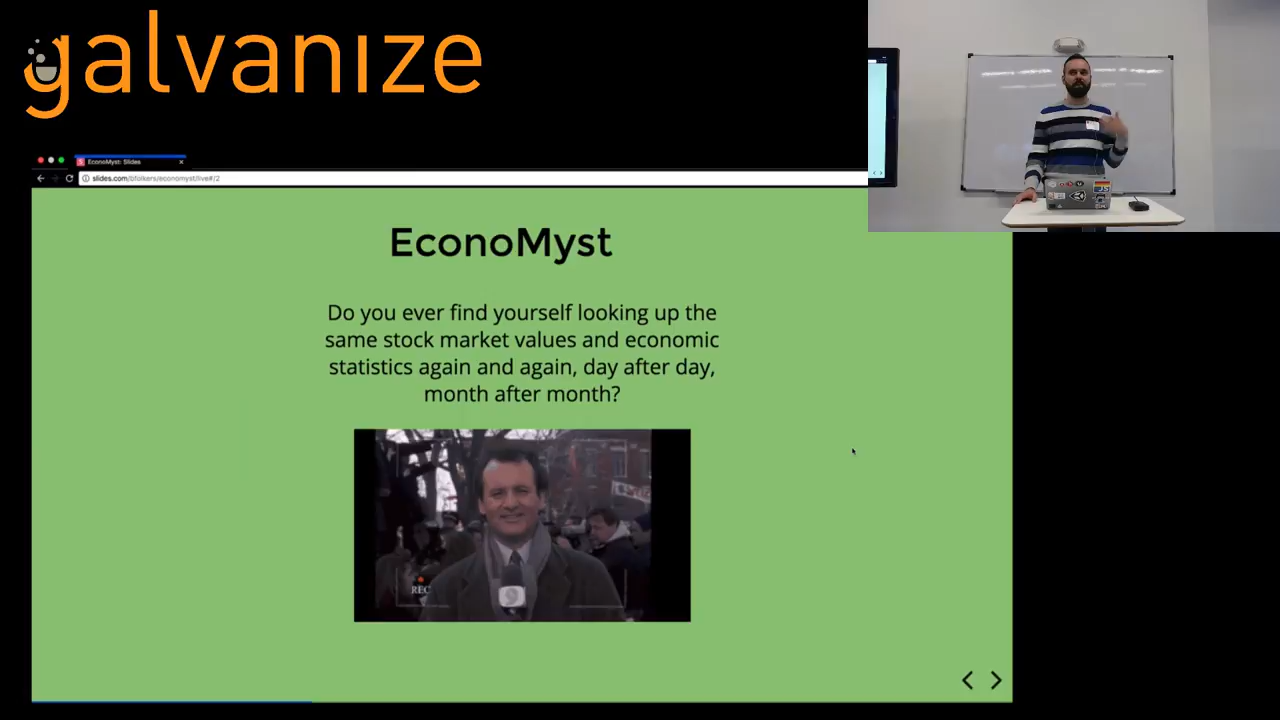 galvanize
EconoMyst: Slides
slides.com/bfolkers/economyst/live#/2
EconoMyst
Do you ever find yourself looking up the
same stock market values and economic
statistics again and again, day after day,
month after month?
REC
JS